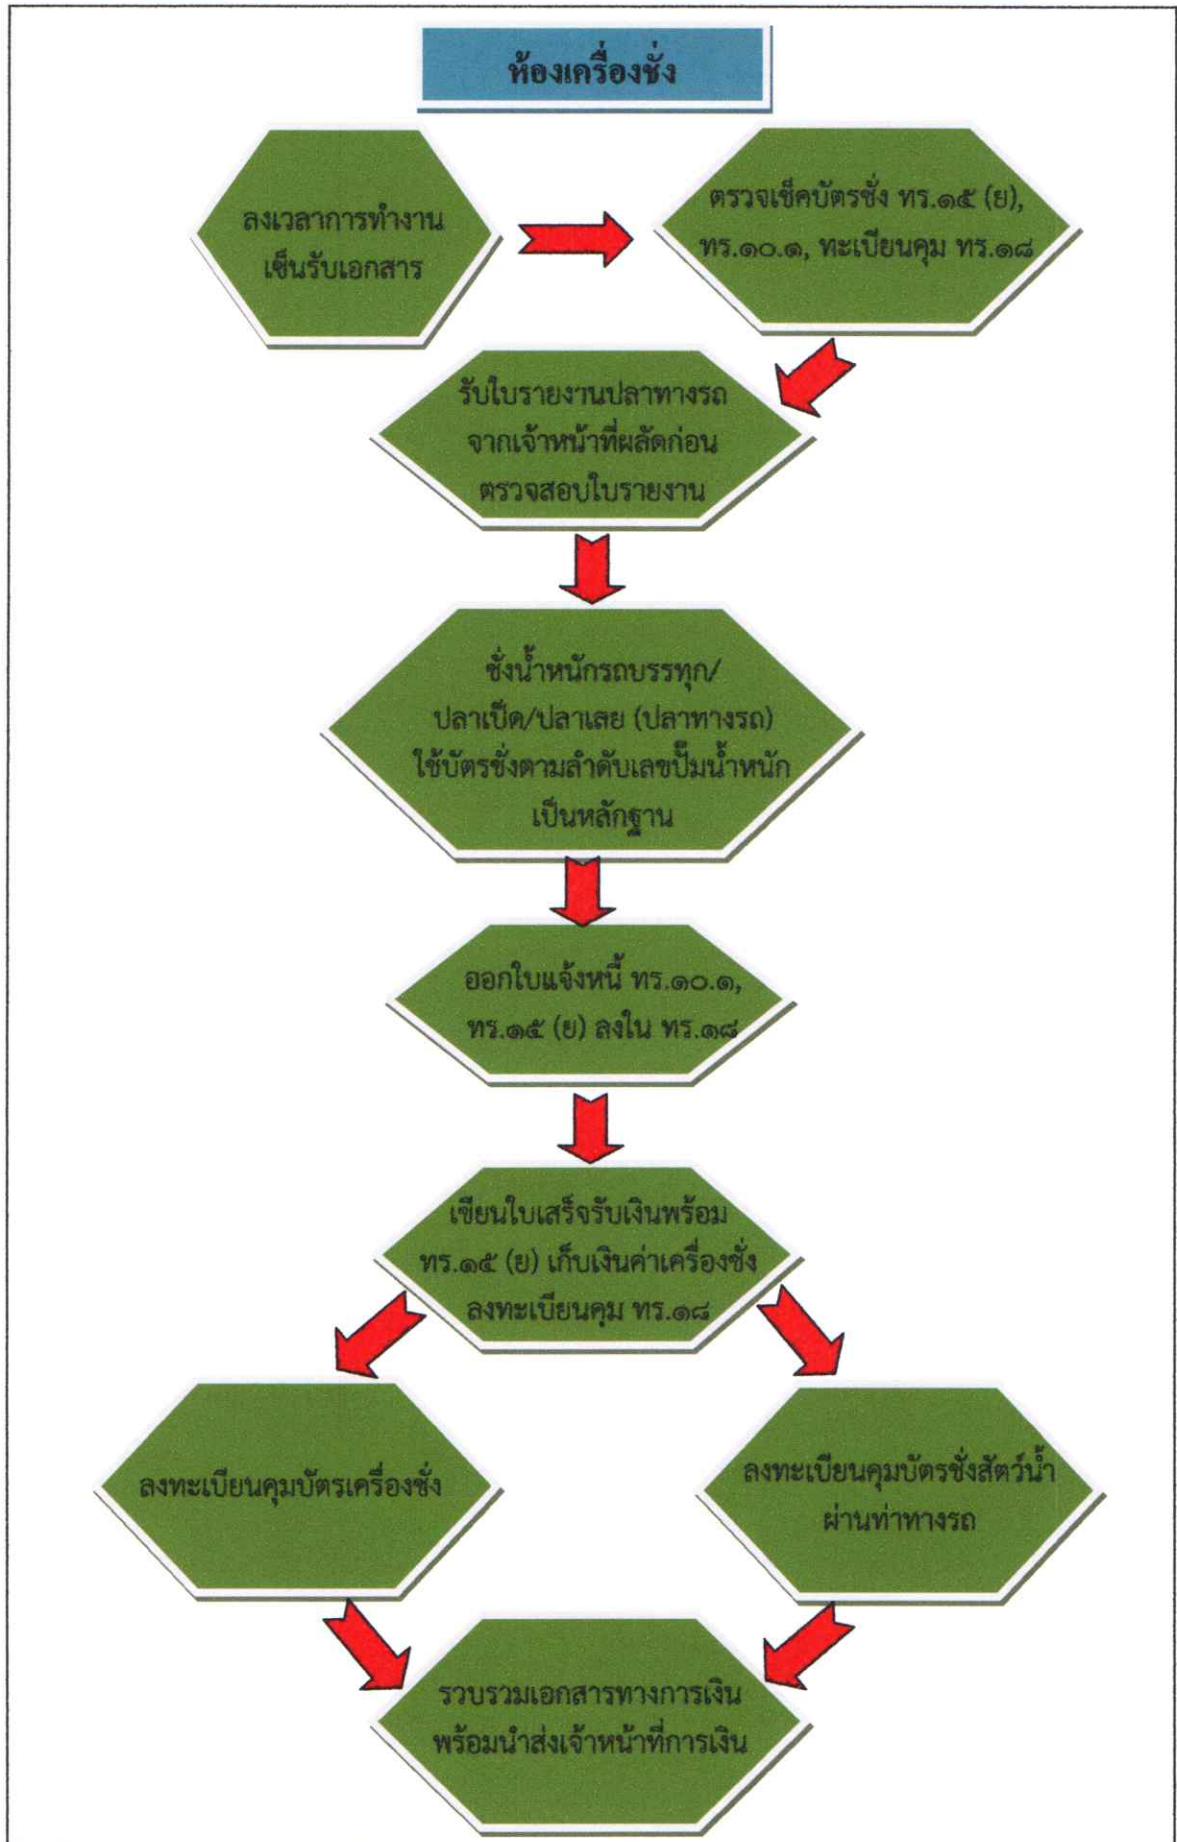 ห้องเครื่องชั่ง
ลงเวลาการทำงาน
เซ็นรับเอกสาร
ตรวจเช็คบัตรชั่ง ทร.๑๕ (ย),
ทร.๑๐.๑, ทะเบียนคุม ทร.๑๘
รับใบรายงานปลาทางรถ
จากเจ้าหน้าที่ผลัดก่อน
ตรวจสอบใบรายงาน
ชั่งน้ำหนักรถบรรทุก/
ปลาเป็ด/ปลาเลย (ปลาทางรถ)
ใช้บัตรชั่งตามลำดับเลขปั๊มน้ำหนัก
เป็นหลักฐาน
ออกใบแจ้งหนี้ ทร.๑๐.๑,
ทร.๑๕ (ย) ลงใน ทร.๑๘
เขียนใบเสร็จรับเงินพร้อม
ทร.๑๕ (ย) เก็บเงินค่าเครื่องชั่ง
ลงทะเบียนคุม ทร.๑๘
ลงทะเบียนคุมบัตรเครื่องชั่ง
ลงทะเบียนคุมบัตรชั่งสัตว์น้ำ
ผ่านท่าทางรถ
รวบรวมเอกสารทางการเงิน
พร้อมนำส่งเจ้าหน้าที่การเงิน